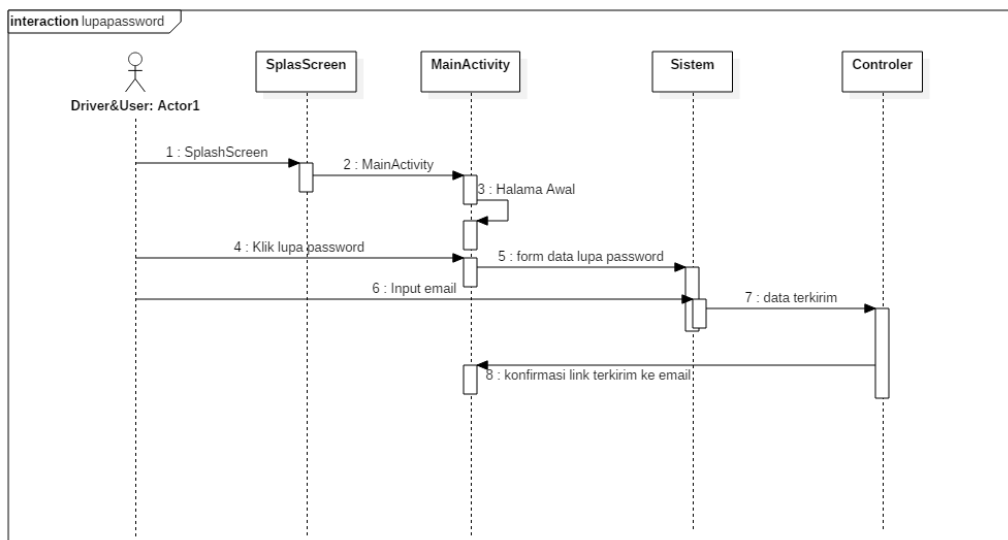 interaction lupapassword
SplasScreen
MainActivity
Sistem
Controler
Driver&User: Actor1
1 : SplashScreen
2 : MainActivity
3 : Halama Awal
4 : Klik lupa password
5 : form data lupa password
6 : Input email
7 : data terkirim
8 : konfirmasi link terkirim ke email